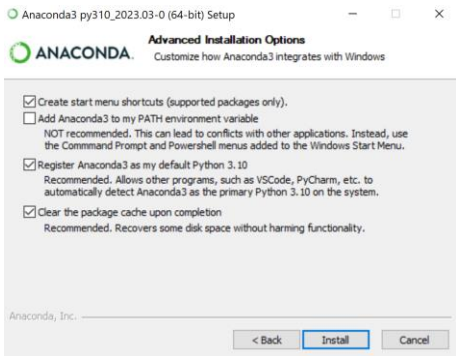 Anaconda3 py310_2023.03-0 (64-bit) Setup
ANACONDA.
Advanced Installation Options
Customize how Anaconda3 integrates with Windows
Create start menu shortcuts (supported packages only).
Add Anaconda3 to my PATH environment variable
NOT recommended. This can lead to conflicts with other applications. Instead, use
the Commmand Prompt and Powershell menus added to the Windows Start Menu.
Register Anaconda3 as my default Python 3.10
Recommended. Allows other programs, such as VSCode, PyCharm, etc. to
automatically detect Anaconda3 as the primary Python 3.10 on the system.
Clear the package cache upon completion
Recommended. Recovers some disk space without harming functionality.
Anaconda, Inc.
< Back
Install
Cancel